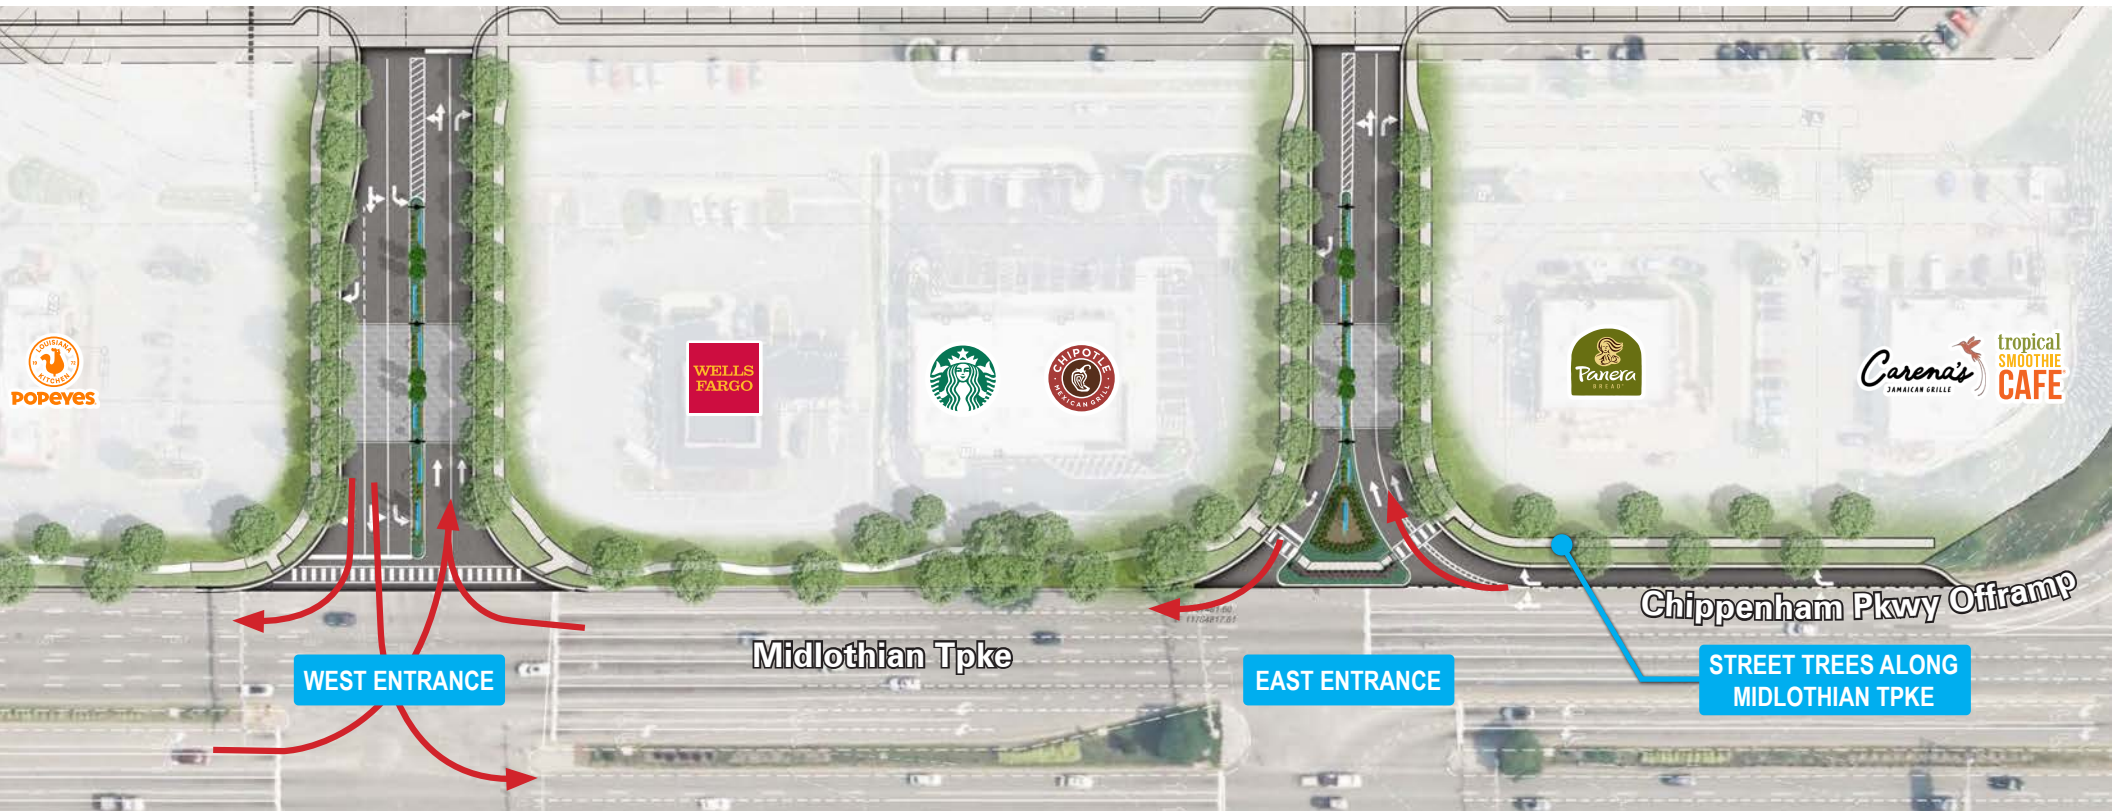 LOUISIANA
KITCHEN
POPEYES
WELLS
FARGO
CHIPOTLE
MEXICAN GRILL
Panera
BREAD
Carena's
JAMAICAN GRILLE
tropical
SMOOTHIE
CAFE
Chippenham Pkwy Offramp
Midlothian Tpke
WEST ENTRANCE
EAST ENTRANCE
STREET TREES ALONG
MIDLOTHIAN TPKE